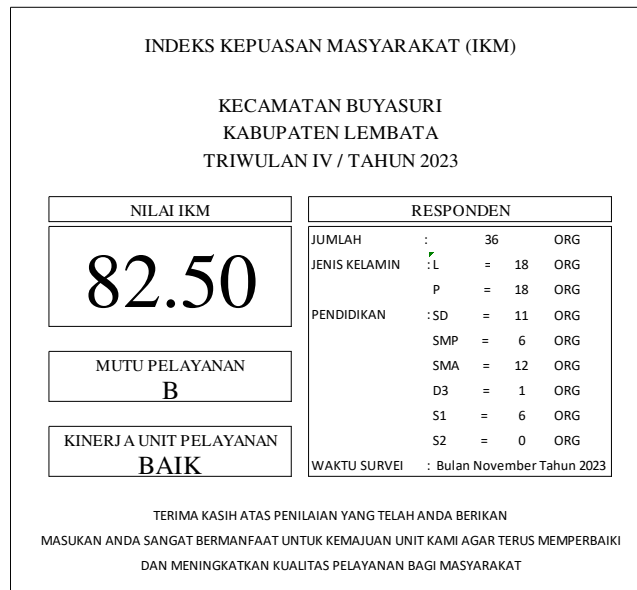 INDEKS KEPUASAN MASYARAKAT (IKM)
KECAMATAN BUYASURI
KABUPATEN LEMBATA
TRIWULAN IV / TAHUN 2023
NILAI IKM
82.50
MUTU PELAYANAN
B
KINERJA UNIT PELAYANAN
BAIK
RESPONDEN
JUMLAH : 36 ORG
JENIS KELAMIN : L = 18 ORG
P = 18 ORG
PENDIDIKAN : SD = 11 ORG
SMP = 6 ORG
SMA = 12 ORG
D3 = 1 ORG
S1 = 6 ORG
S2 = 0 ORG
WAKTU SURVEI : Bulan November Tahun 2023
TERIMA KASIH ATAS PENILAIAN YANG TELAH ANDA BERIKAN
MASUKAN ANDA SANGAT BERMANFAAT UNTUK KEMAJUAN UNIT KAMI AGAR TERUS MEMPERBAIKI
DAN MENINGKATKAN KUALITAS PELAYANAN BAGI MASYARAKAT